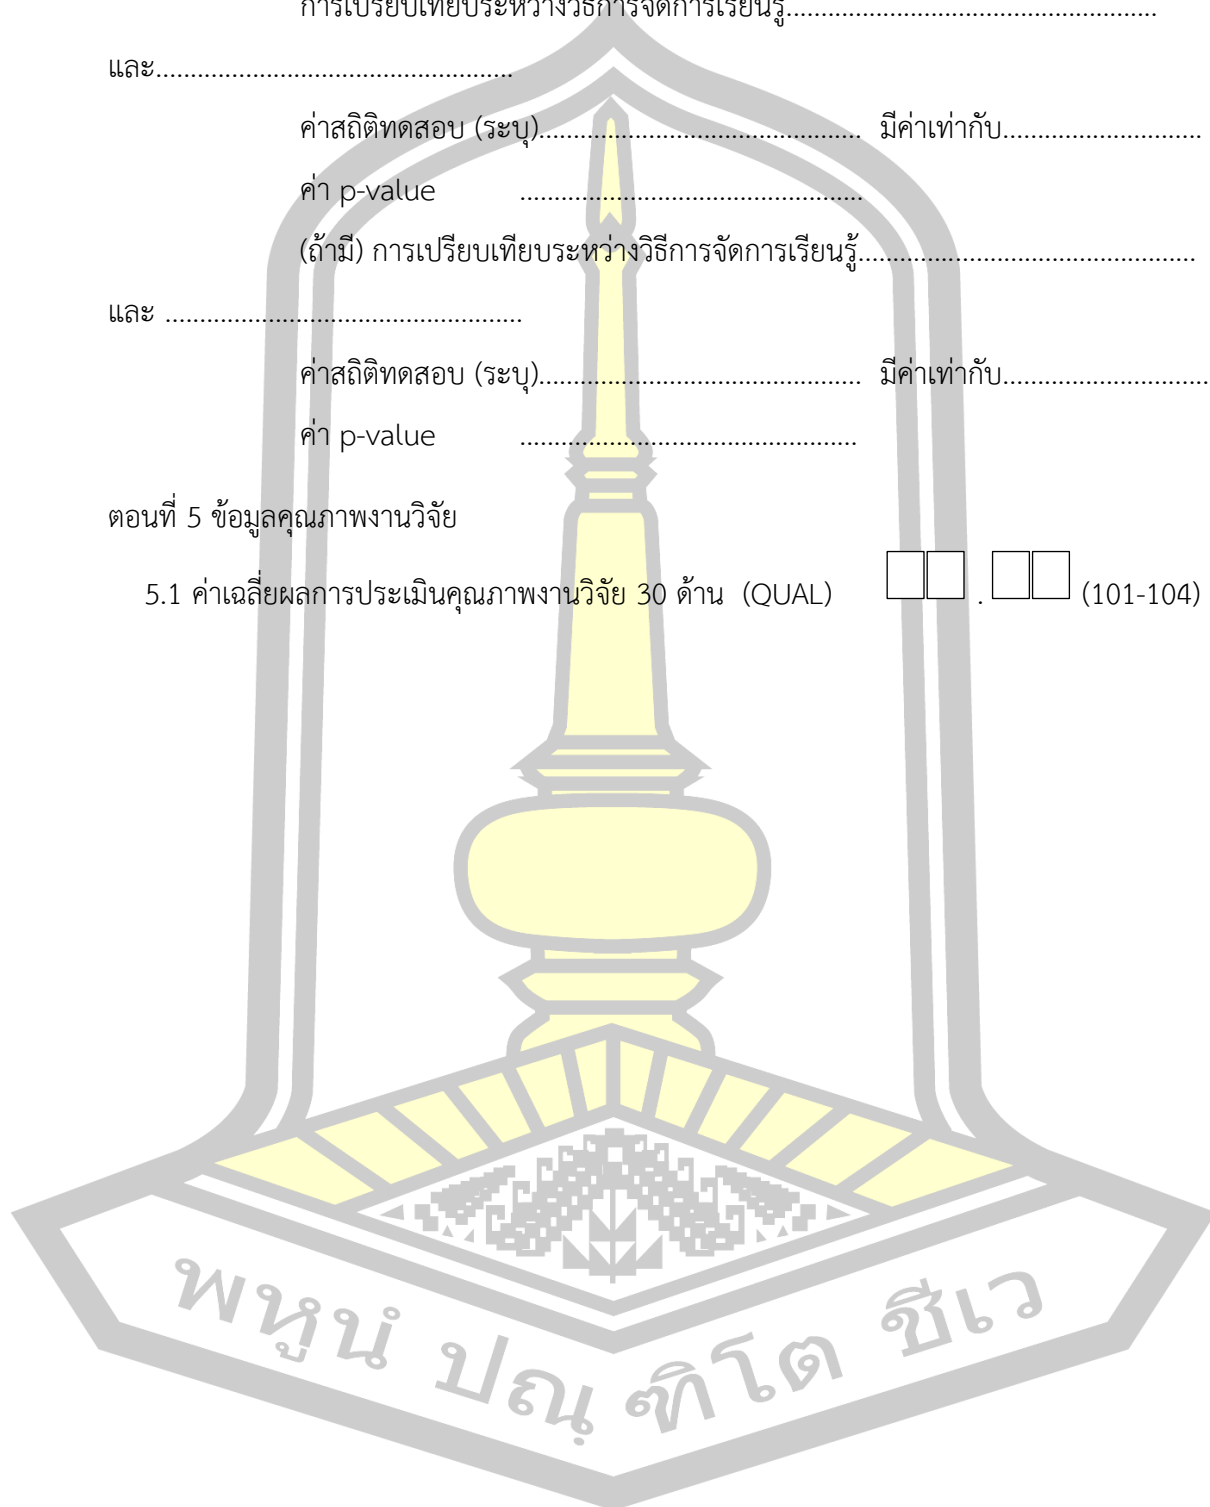 การเปรียบเทียบระหว่างวิธีการจัดการเรียนรู้......................................................
และ....................................................
ค่าสถิติทดสอบ (ระบุ)............................................... มีค่าเท่ากับ.............................
ค่า p-value ..................................................
(ถ้ามี) การเปรียบเทียบระหว่างวิธีการจัดการเรียนรู้.................................................
และ ....................................................
ค่าสถิติทดสอบ (ระบุ)............................................... มีค่าเท่ากับ..............................
ค่า p-value .................................................
ตอนที่ 5 ข้อมูลคุณภาพงานวิจัย
5.1 ค่าเฉลี่ยผลการประเมินคุณภาพงานวิจัย 30 ด้าน (QUAL) . (101-104)
พหูนํ ปณฺฑิโต ชีเว